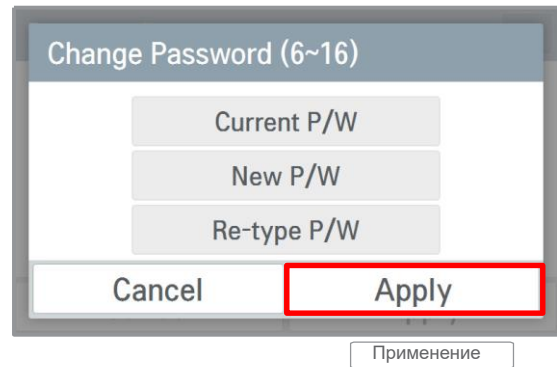 Change Password (6~16)
Current P/W
New P/W
Re-type P/W
Cancel Apply
Применение